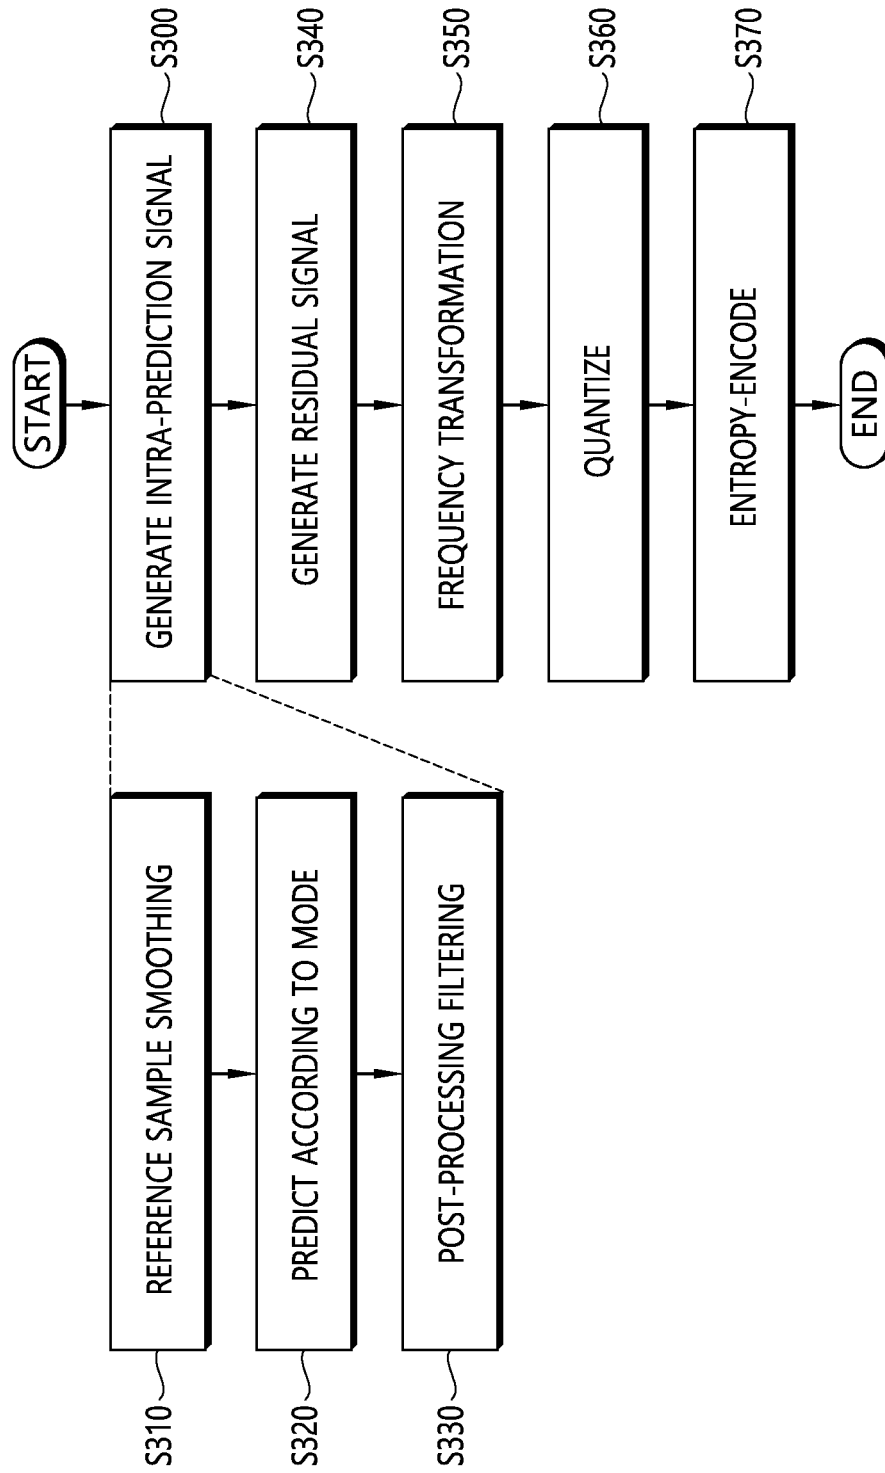 START
GENERATE INTRA-PREDICTION SIGNAL
S300
GENERATE RESIDUAL SIGNAL
S340
FREQUENCY TRANSFORMATION
S350
QUANTIZE
S360
ENTROPY-ENCODE
S370
END
S310
REFERENCE SAMPLE SMOOTHING
S320
PREDICT ACCORDING TO MODE
S330
POST-PROCESSING FILTERING